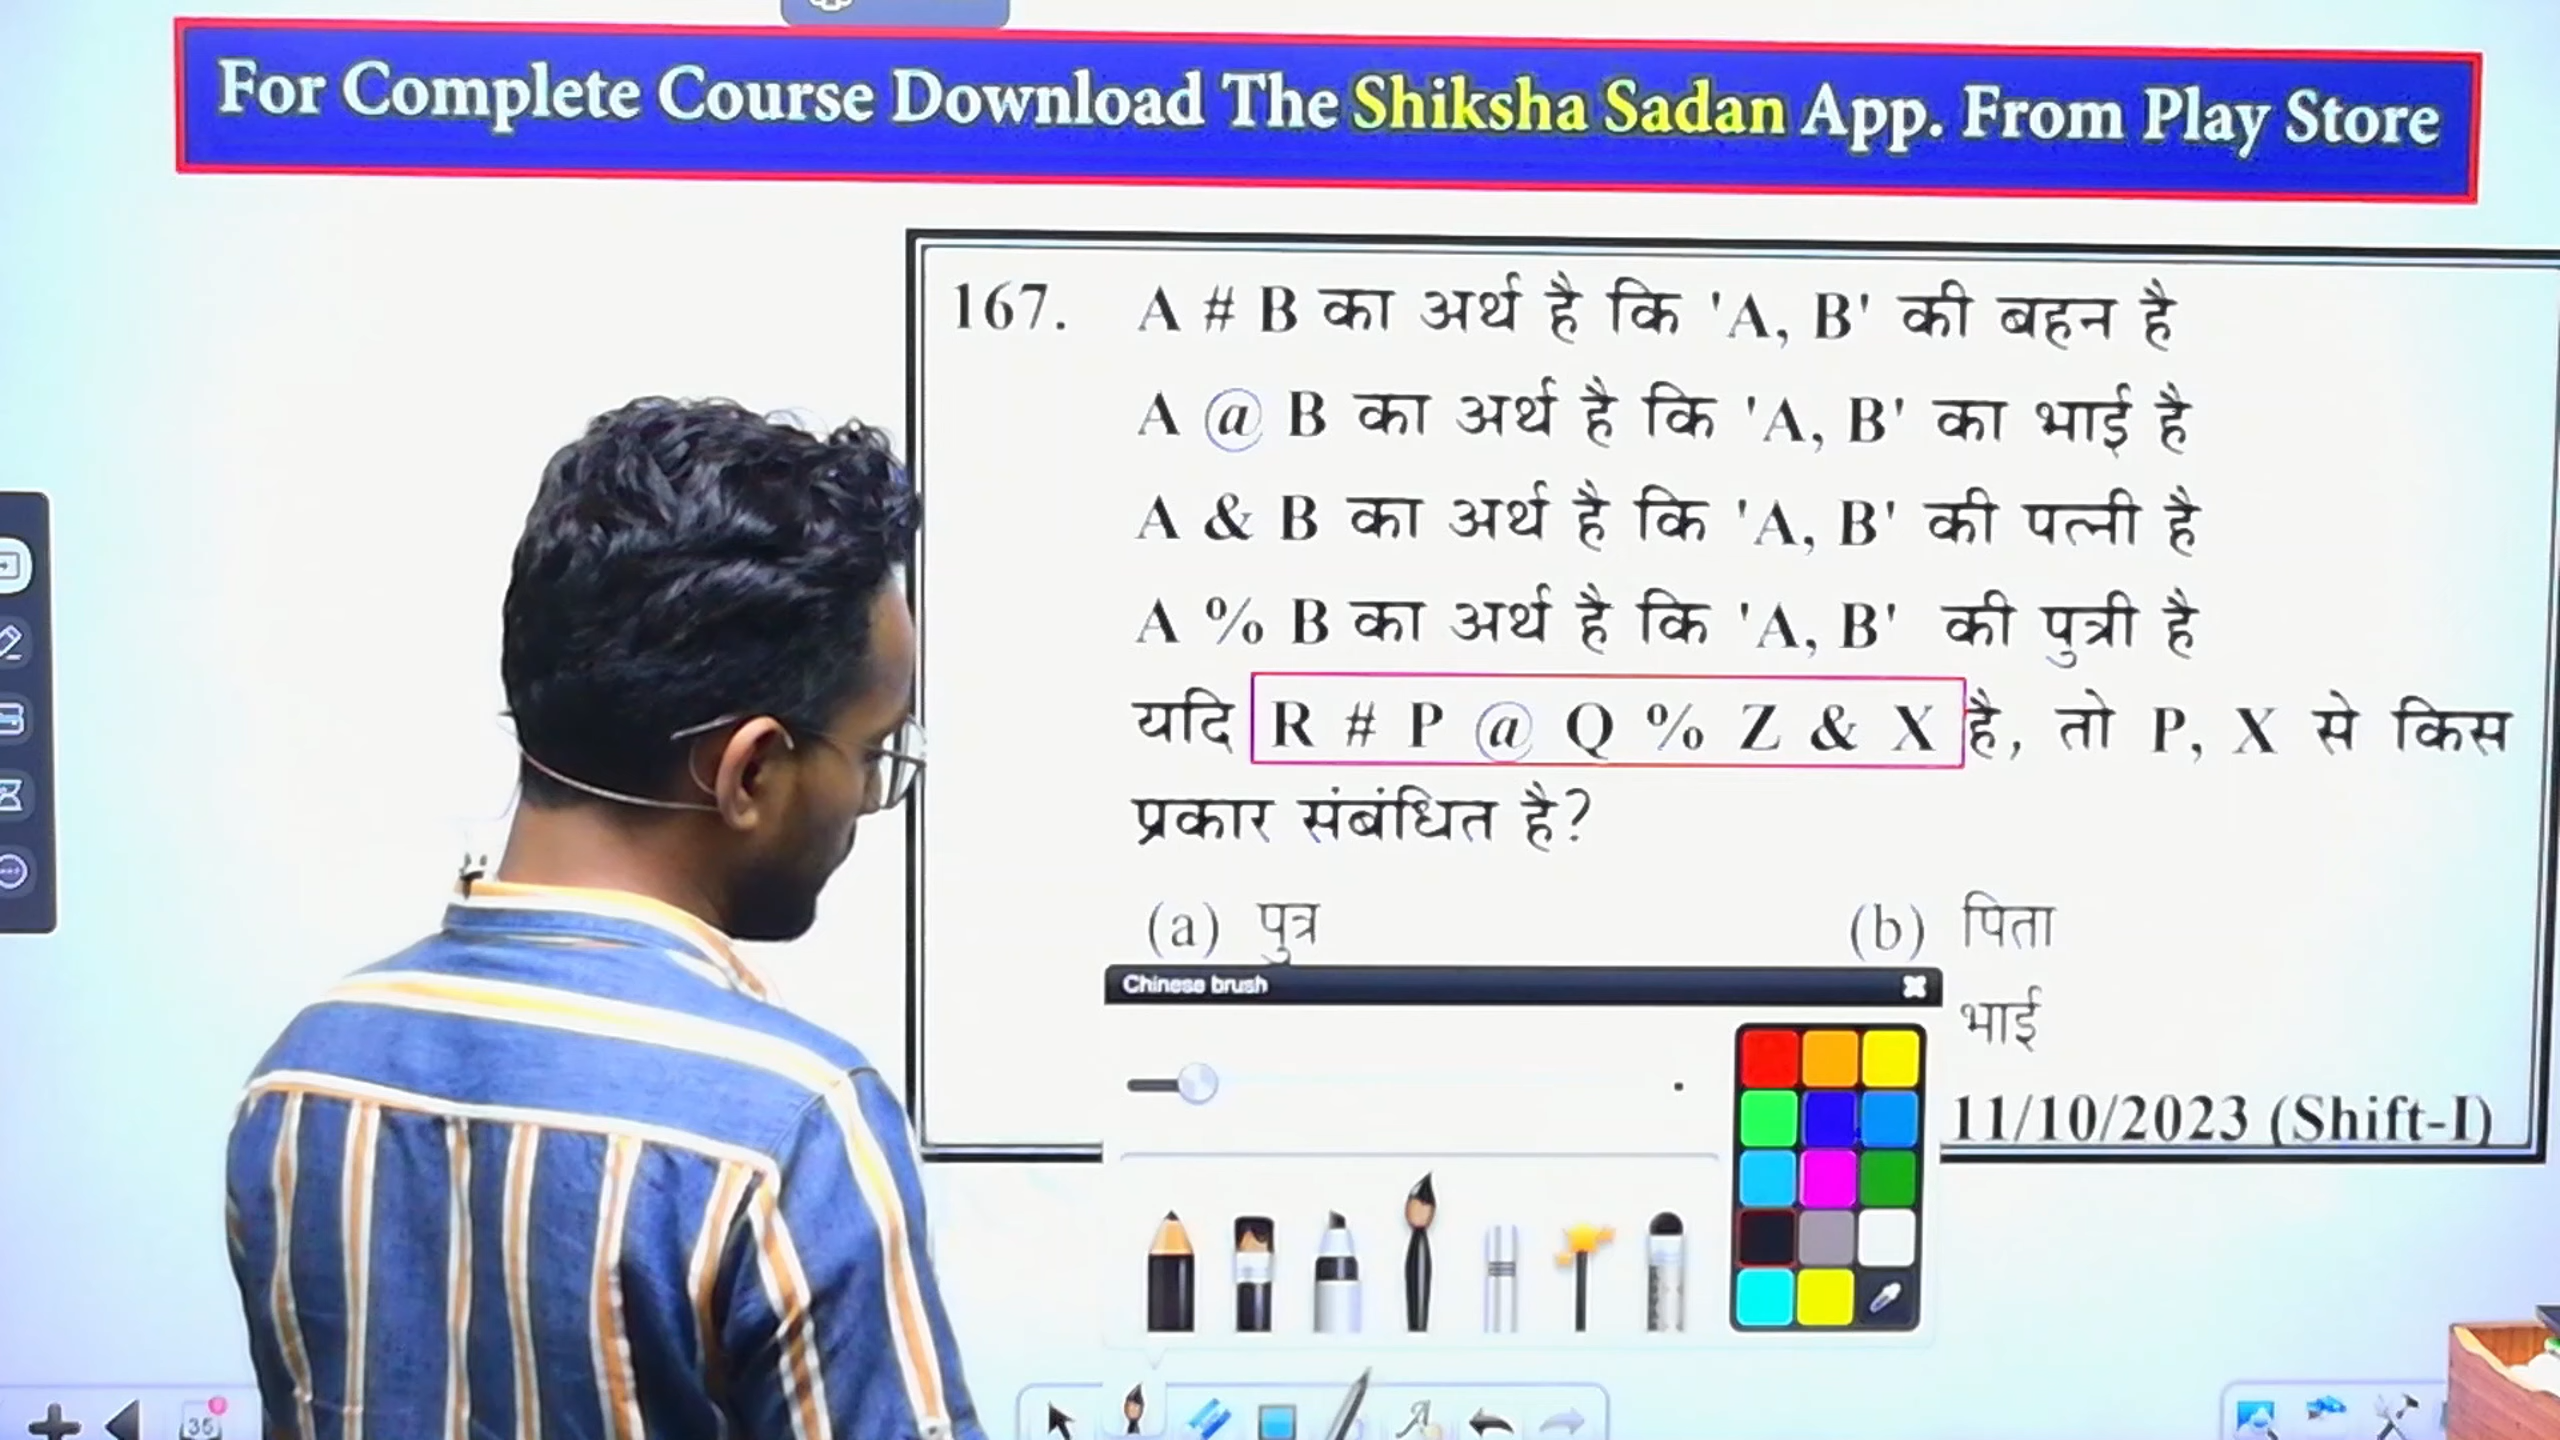 For Complete Course Download The Shiksha Sadan App. From Play Store
167. A # B का अर्थ है कि 'A, B' की बहन है
A @ B का अर्थ है कि 'A, B' का भाई है
A & B का अर्थ है कि 'A, B' की पत्नी है
A % B का अर्थ है कि 'A, B' की पुत्री है
यदि R # P @ Q % Z & X है, तो P, X से किस
प्रकार संबंधित है?
(a) पुत्र (b) पिता
Chinese brush
भाई
11/10/2023 (Shift-I)
35